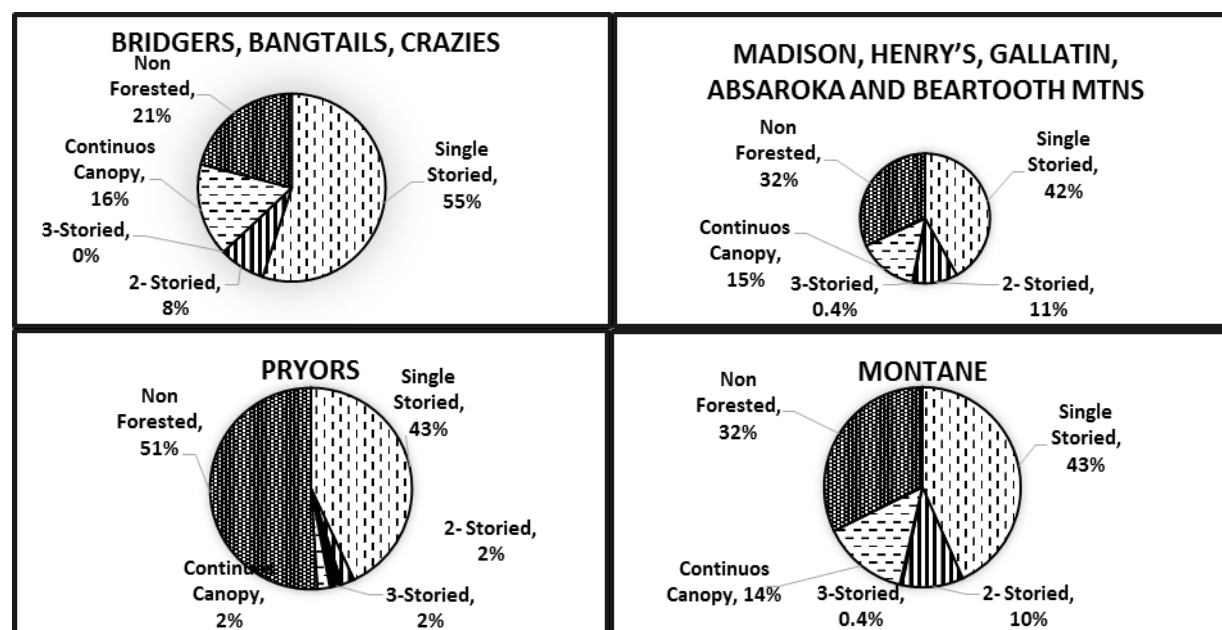 BRIDGERS, BANGTAILS, CRAZIES
Non
Forested,
21%
Continuos
Canopy,
16%
3-Storied,
0%
2- Storied,
8%
Single
Storied,
55%
MADISON, HENRY'S, GALLATIN,
ABSAROKA AND BEARTOOTH MTNS
Non
Forested,
32%
Continuos
Canopy,
15%
3-Storied,
0.4%
2- Storied,
11%
Single
Storied,
42%
PRYORS
Non
Forested,
51%
Continuos
Canopy,
2%
3-Storied,
2%
2- Storied,
2%
Single
Storied,
43%
MONTANE
Non
Forested,
32%
Continuos
Canopy, 14%
3-Storied,
0.4%
2- Storied,
10%
Single
Storied,
43%